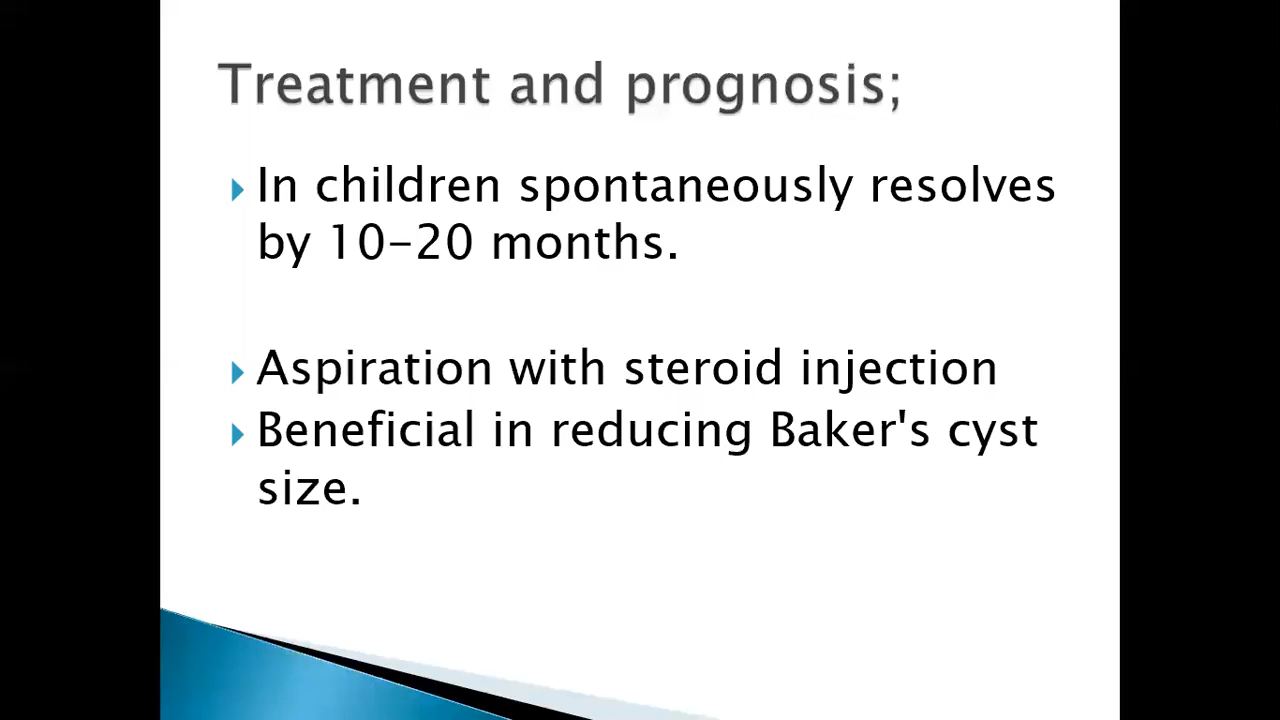 Treatment and prognosis;
In children spontaneously resolves
by 10-20 months.
Aspiration with steroid injection
Beneficial in reducing Baker's cyst
size.